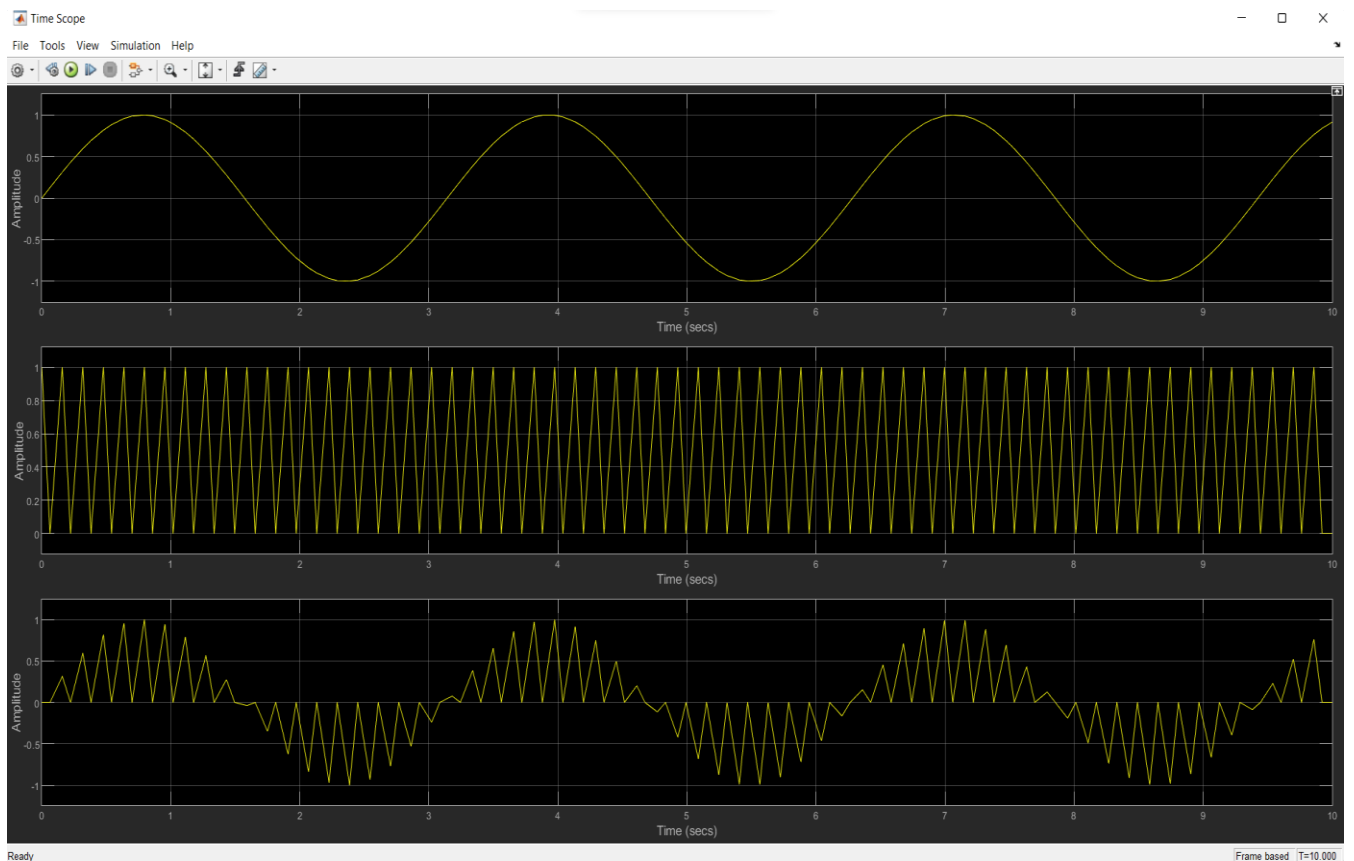 Time Scope
File Tools View Simulation Help
1
0.5
0
-0.5
-1
Amplitude
0 1 2 3 4 5 6 7 8 9 10
Time (secs)
1
0.8
0.6
0.4
0.2
0
Amplitude
0 1 2 3 4 5 6 7 8 9 10
Time (secs)
1
0.5
0
-0.5
-1
Amplitude
0 1 2 3 4 5 6 7 8 9 10
Time (secs)
Ready Frame based T=10.000